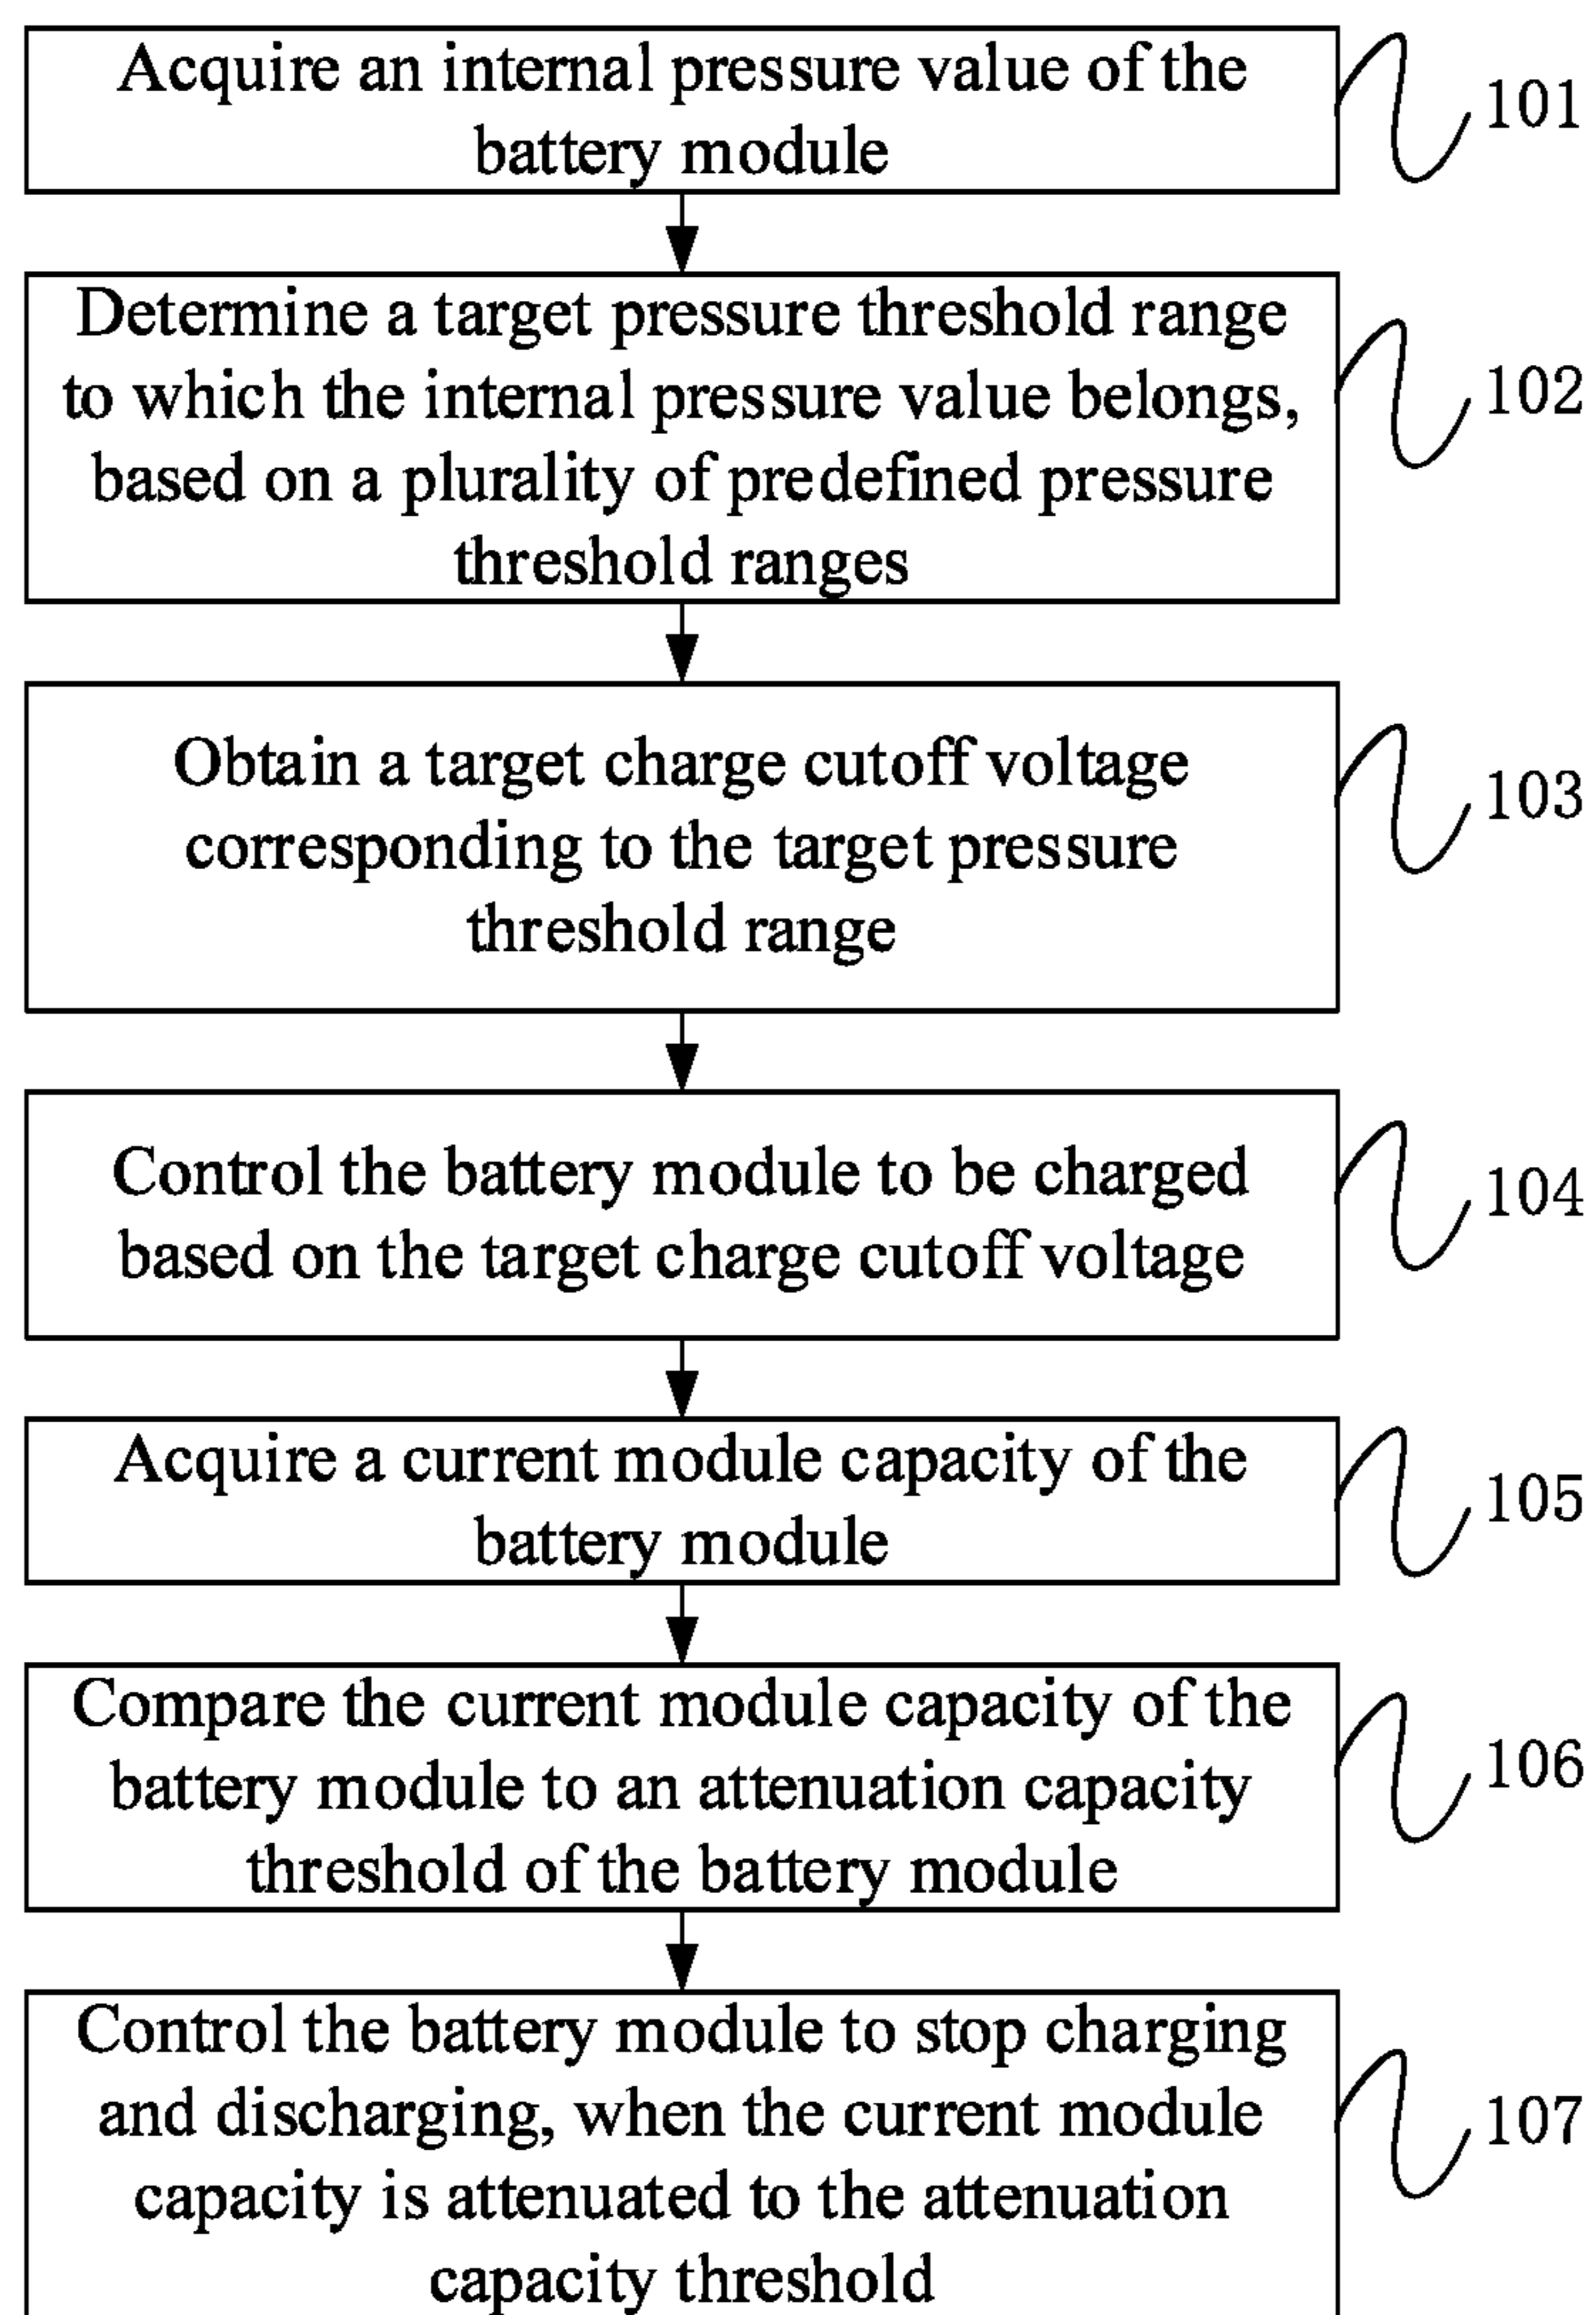 Acquire an internal pressure value of the
battery module
101
Determine a target pressure threshold range
to which the internal pressure value belongs,
based on a plurality of predefined pressure
threshold ranges
102
Obtain a target charge cutoff voltage
corresponding to the target pressure
threshold range
103
Control the battery module to be charged
based on the target charge cutoff voltage
104
Acquire a current module capacity of the
battery module
105
Compare the current module capacity of the
battery module to an attenuation capacity
threshold of the battery module
106
Control the battery module to stop charging
and discharging, when the current module
capacity is attenuated to the attenuation
capacity threshold
107